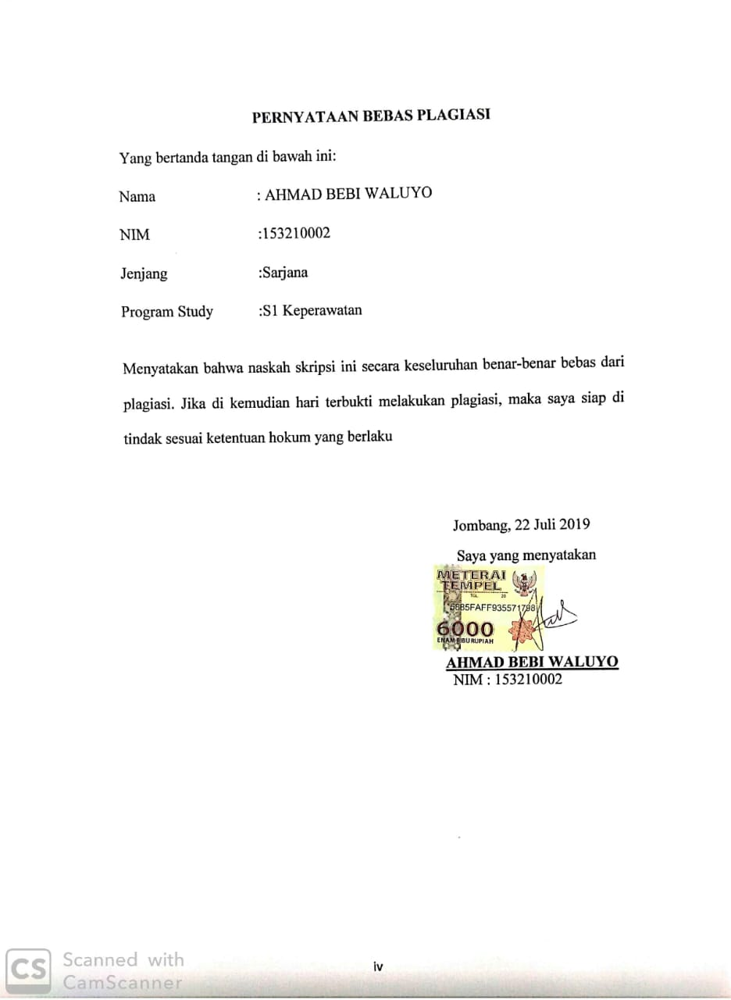 PERNYATAAN BEBAS PLAGIASI
Yang bertanda tangan di bawah ini:
Nama : AHMAD BEBI WALUYO
NIM :153210002
Jenjang :Sarjana
Program Study :S1 Keperawatan
Menyatakan bahwa naskah skripsi ini secara keseluruhan benar-benar bebas dari
plagiasi. Jika di kemudian hari terbukti melakukan plagiasi, maka saya siap di
tindak sesuai ketentuan hokum yang berlaku
Jombang, 22 Juli 2019
Saya yang menyatakan
METERAI
TEMPEL
TGL 20
6000
ENAM RIBU RUPIAH
AHMAD BEBI WALUYO
NIM : 153210002
iv
CS Scanned with
CamScanner